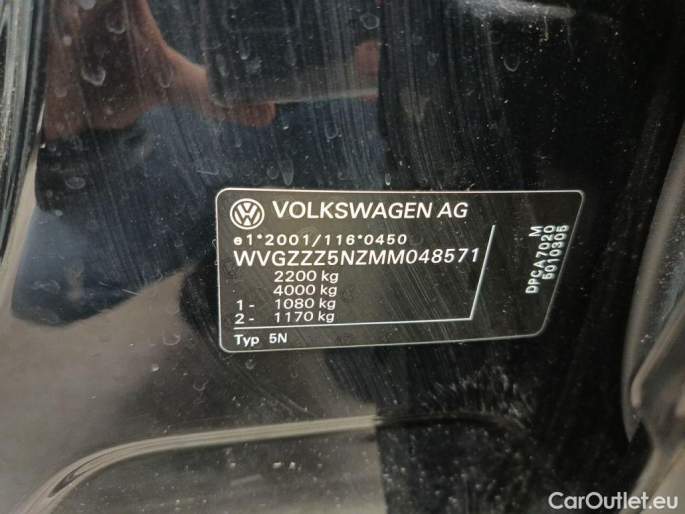 VOLKSWAGEN AG
e1*2001/116*0450
WVGZZZ5NZMM048571
2200 kg
4000 kg
1- 1080 kg
2- 1170 kg
Typ 5N
M
DPCA7020
5010305
CarOutlet.eu